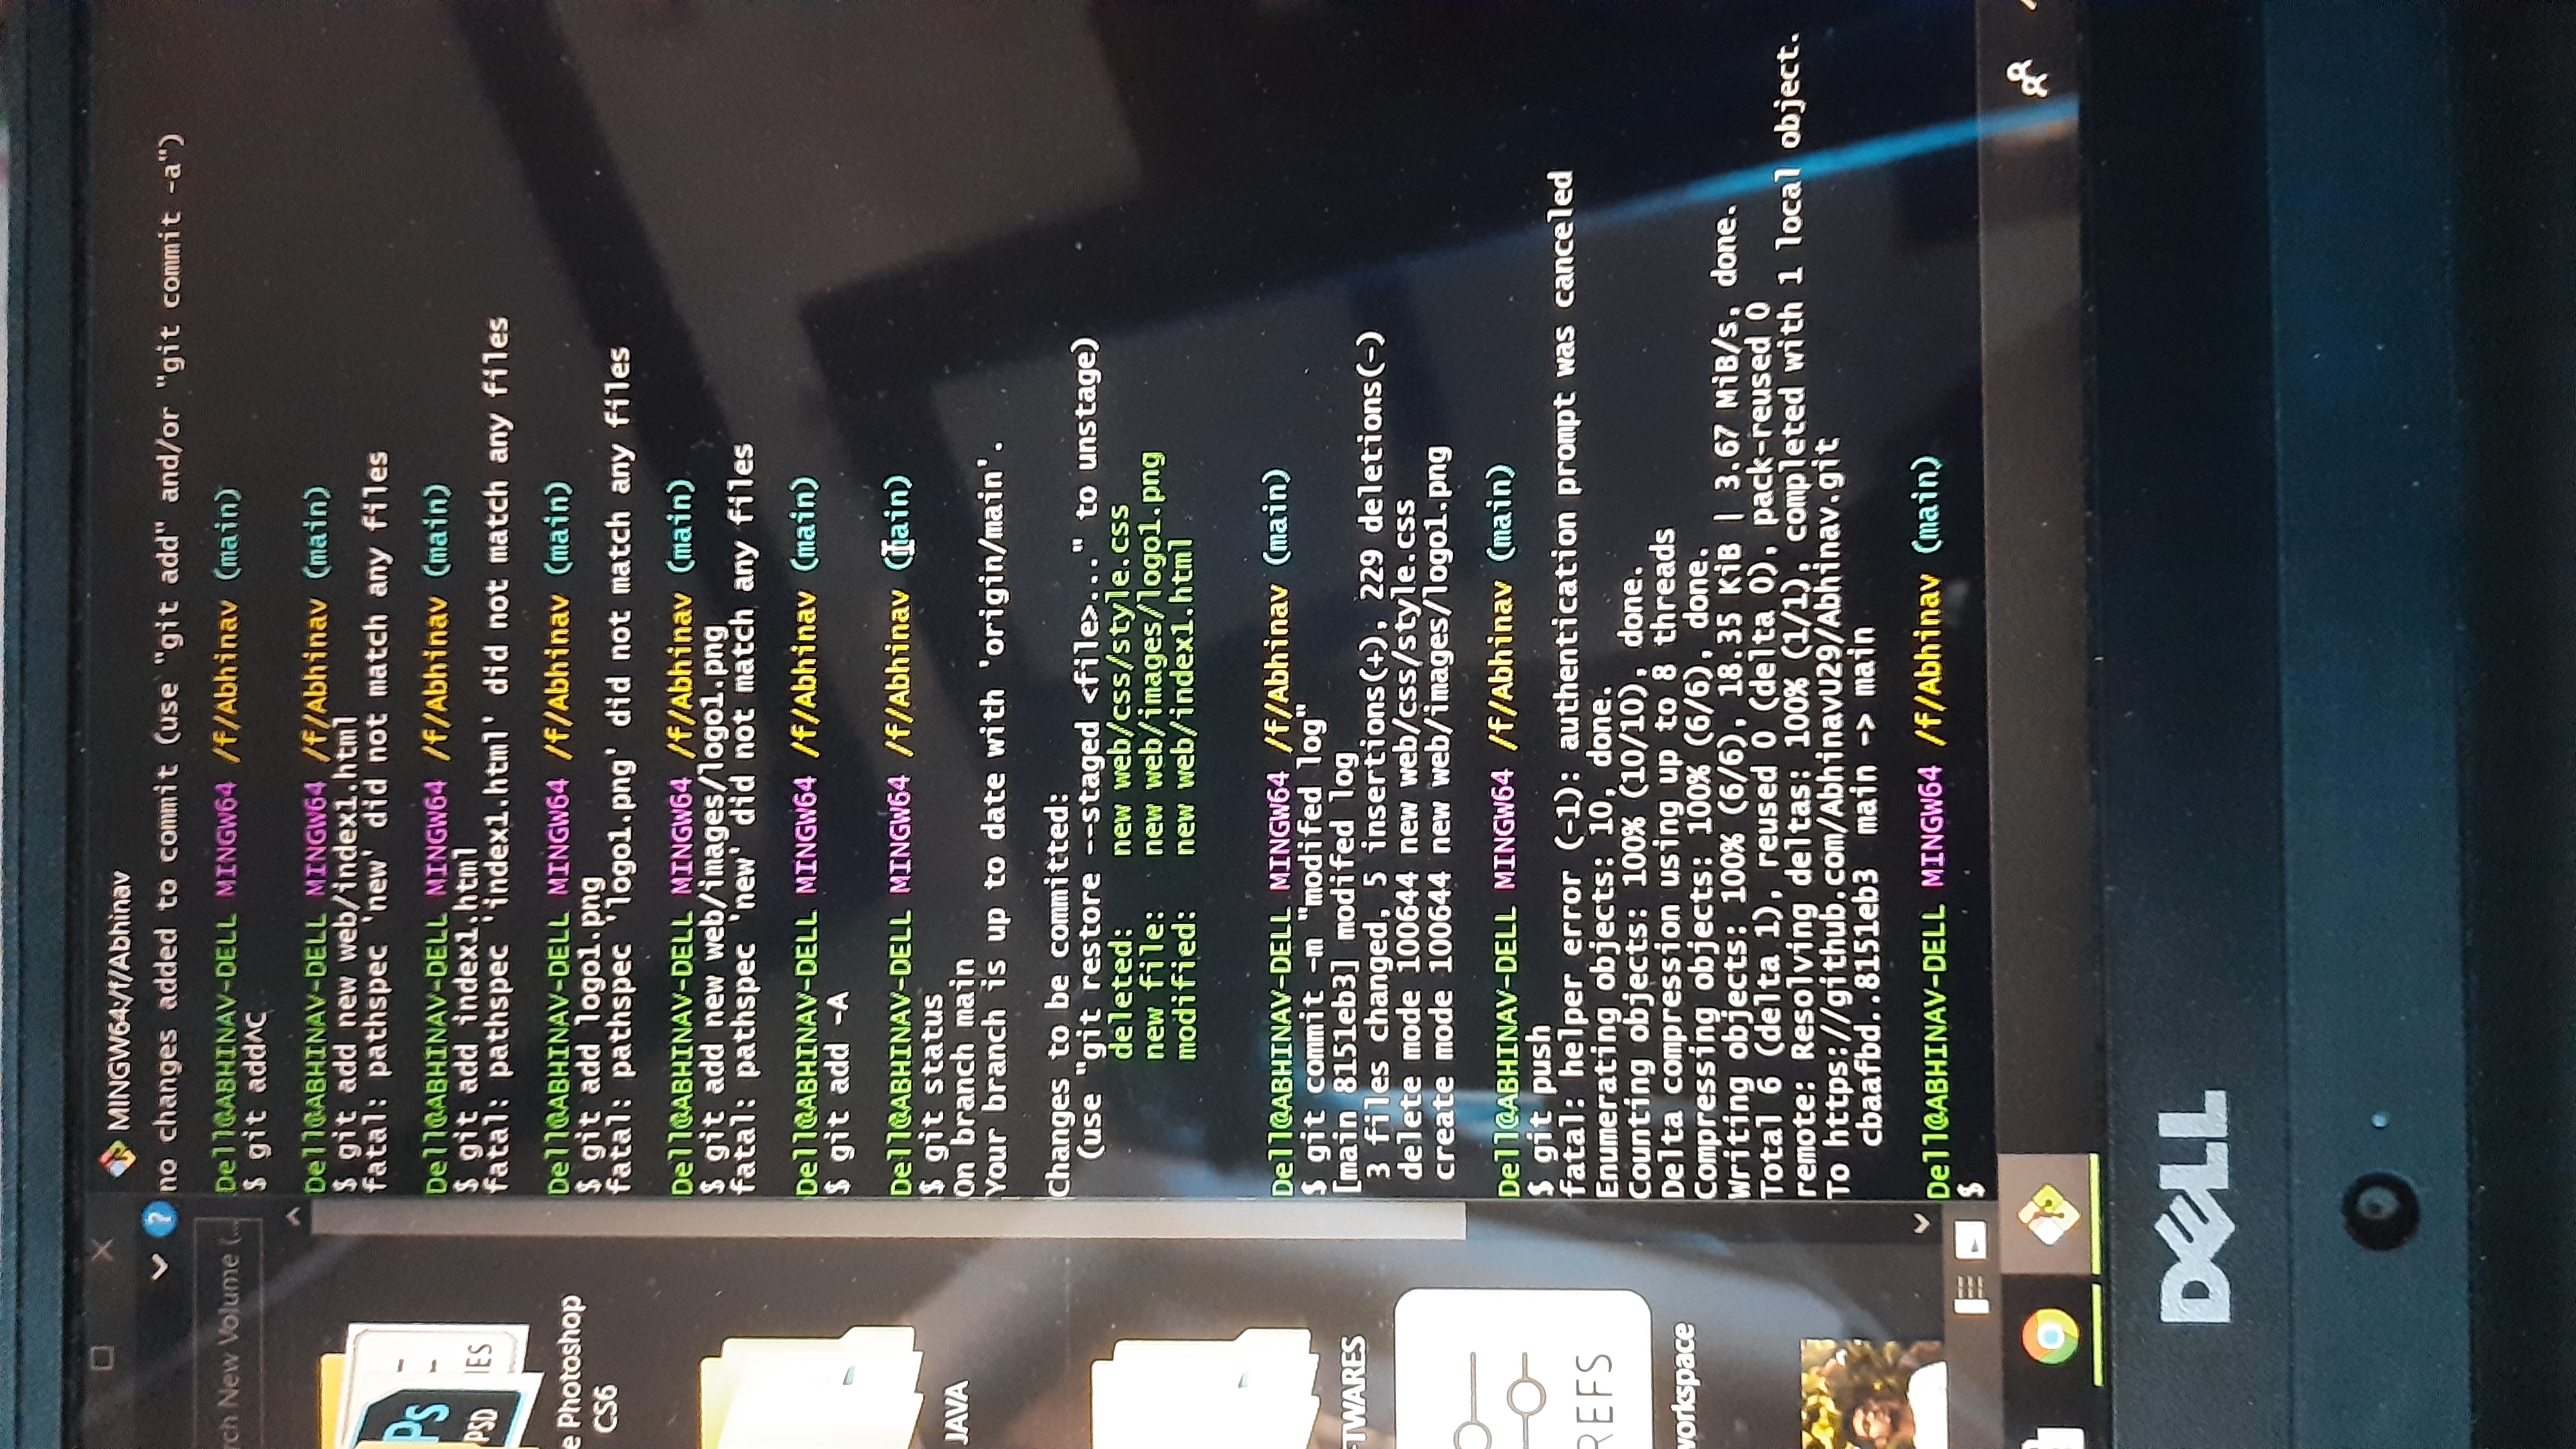 MINGW64:/f/Abhinav
no changes added to commit (use "git add" and/or "git commit -a")
rch New Volume (...
Dell@ABHINAV-DELL MINGW64 /f/Abhinav (main)
$ git add^C
Dell@ABHINAV-DELL MINGW64 /f/Abhinav (main)
$ git add new web/index1.html
fatal: pathspec 'new' did not match any files
Dell@ABHINAV-DELL MINGW64 /f/Abhinav (main)
$ git add index1.html
fatal: pathspec 'index1.html' did not match any files
Dell@ABHINAV-DELL MINGW64 /f/Abhinav (main)
$ git add logo1.png
fatal: pathspec 'logo1.png' did not match any files
Dell@ABHINAV-DELL MINGW64 /f/Abhinav (main)
$ git add new web/images/logo1.png
fatal: pathspec 'new' did not match any files
Dell@ABHINAV-DELL MINGW64 /f/Abhinav (main)
$ git add -A
Dell@ABHINAV-DELL MINGW64 /f/Abhinav (main)
$ git status
On branch main
Your branch is up to date with 'origin/main'.
Changes to be committed:
(use "git restore --staged <file>..." to unstage)
deleted: new web/css/style.css
new file: new web/images/logo1.png
modified: new web/index1.html
Dell@ABHINAV-DELL MINGW64 /f/Abhinav (main)
$ git commit -m "modifed log"
[main 8151eb3] modifed log
3 files changed, 5 insertions(+), 229 deletions(-)
delete mode 100644 new web/css/style.css
create mode 100644 new web/images/logo1.png
Dell@ABHINAV-DELL MINGW64 /f/Abhinav (main)
$ git push
fatal: helper error (-1): authentication prompt was canceled
Enumerating objects: 10, done.
Counting objects: 100% (10/10), done.
Delta compression using up to 8 threads
Compressing objects: 100% (6/6), done.
Writing objects: 100% (6/6), 18.35 KiB | 3.67 MiB/s, done.
Total 6 (delta 1), reused 0 (delta 0), pack-reused 0
remote: Resolving deltas: 100% (1/1), completed with 1 local object.
To https://github.com/AbhinavU29/Abhinav.git
cbaafbd..8151eb3 main -> main
Dell@ABHINAV-DELL MINGW64 /f/Abhinav (main)
$
Ps
PSD
IES
e Photoshop
CS6
JAVA
FTWARES
REFS
workspace
DELL